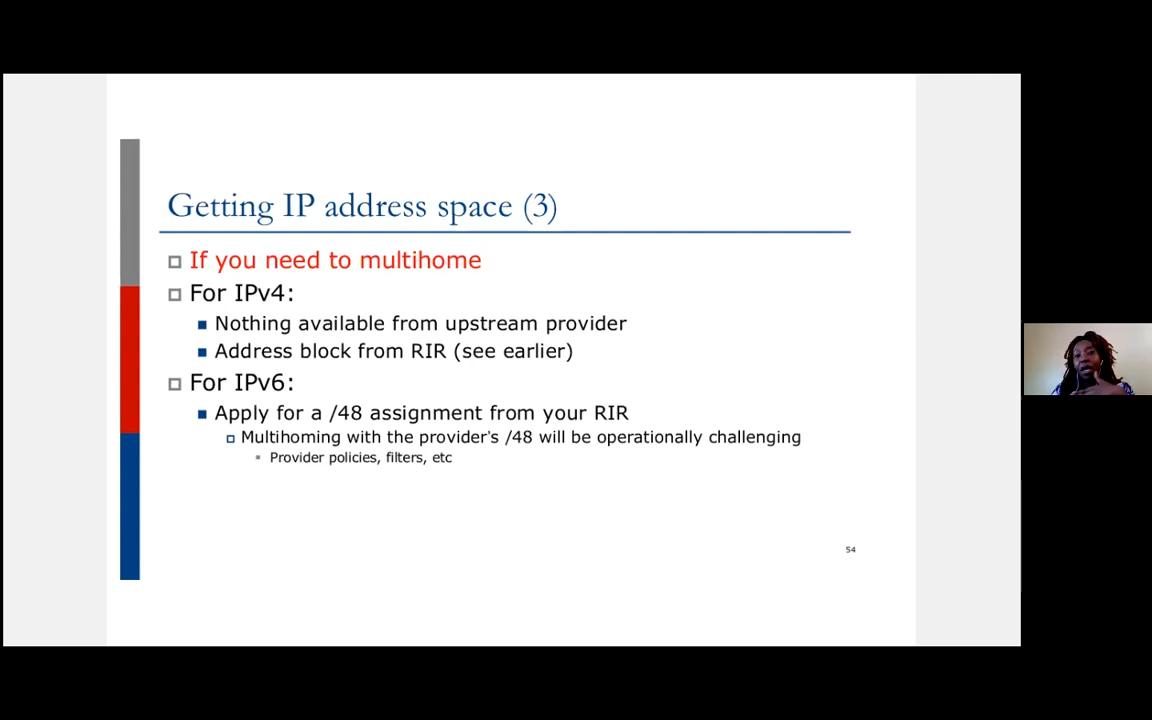 Getting IP address space (3)
If you need to multihome
For IPv4:
Nothing available from upstream provider
Address block from RIR (see earlier)
For IPv6:
Apply for a /48 assignment from your RIR
Multihoming with the provider's /48 will be operationally challenging
Provider policies, filters, etc
54